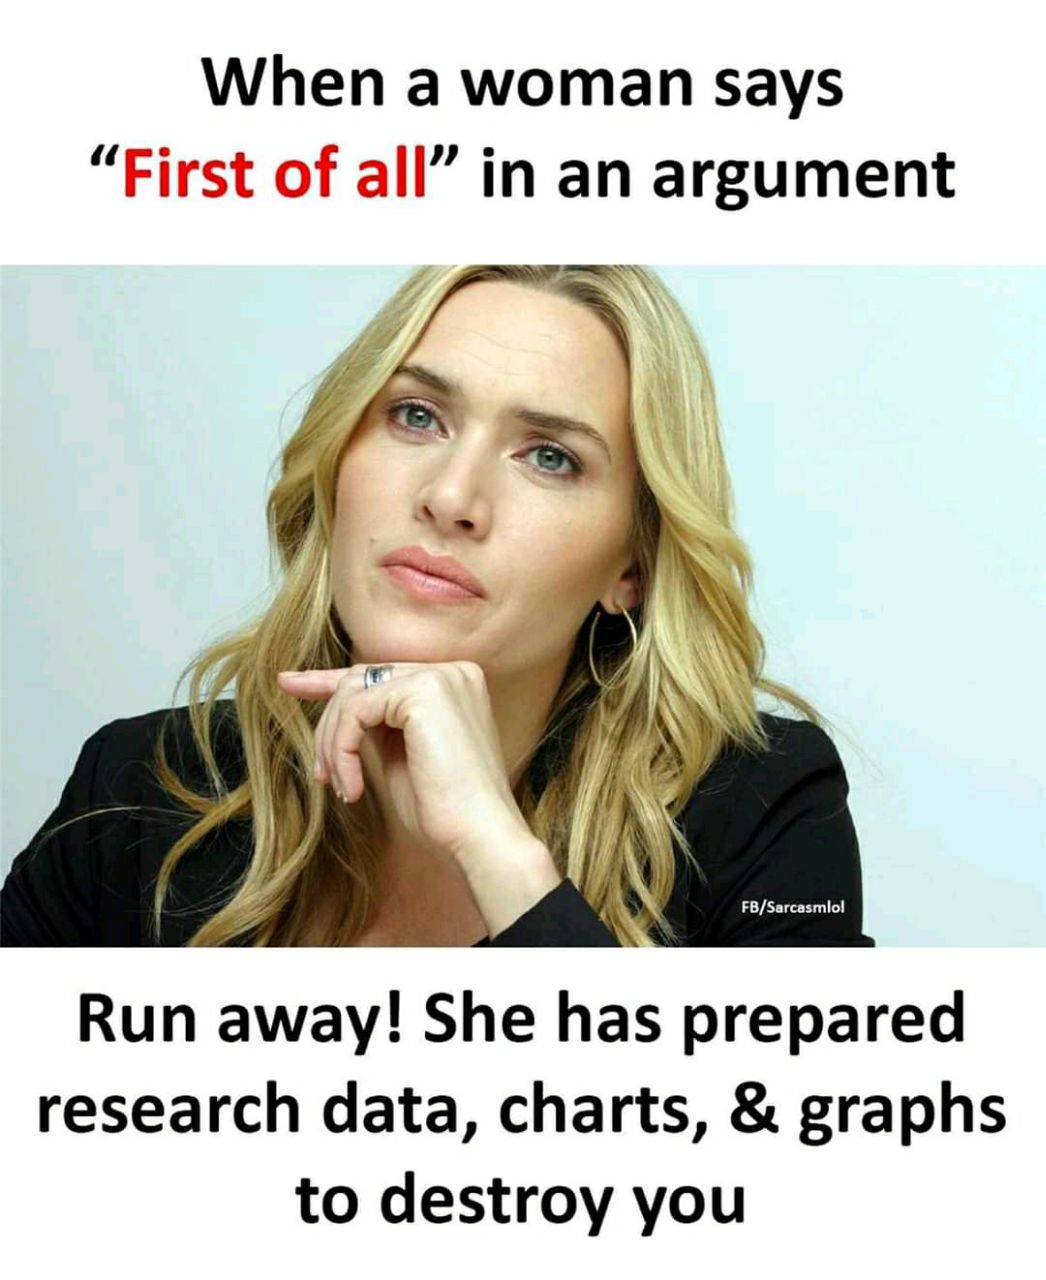 When a woman says
“First of all” in an argument
FB/Sarcasmlol
Run away! She has prepared
research data, charts, & graphs
to destroy you